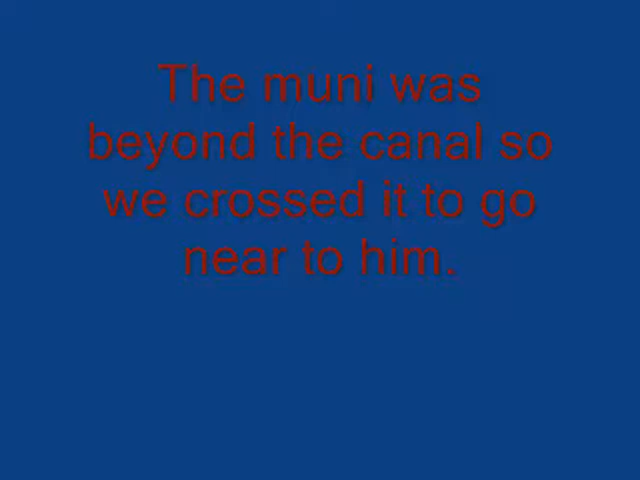 The muni was
beyond the canal so
we crossed it to go
near to him.